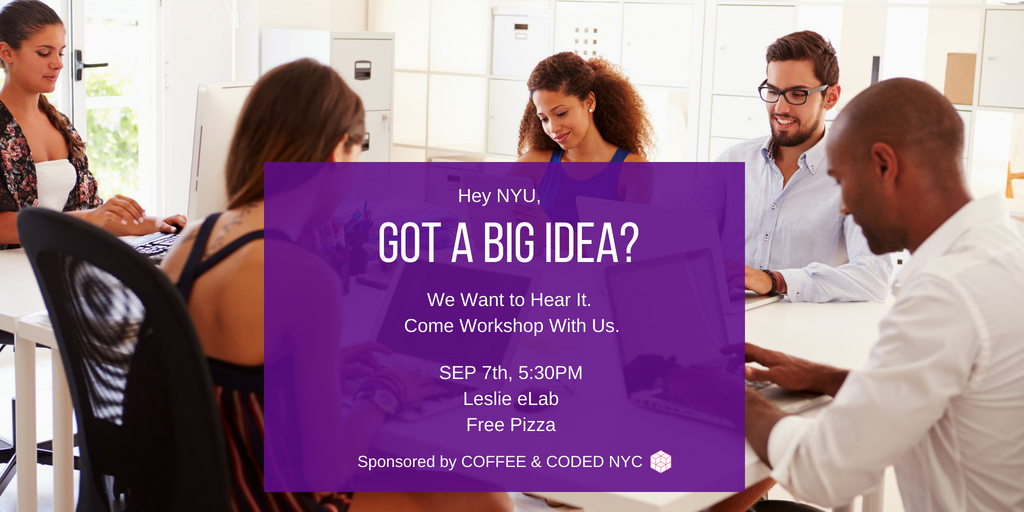 Hey NYU,
GOT A BIG IDEA?
We Want to Hear It.
Come Workshop With Us.
SEP 7th, 5:30PM
Leslie eLab
Free Pizza
Sponsored by COFFEE & CODED NYC